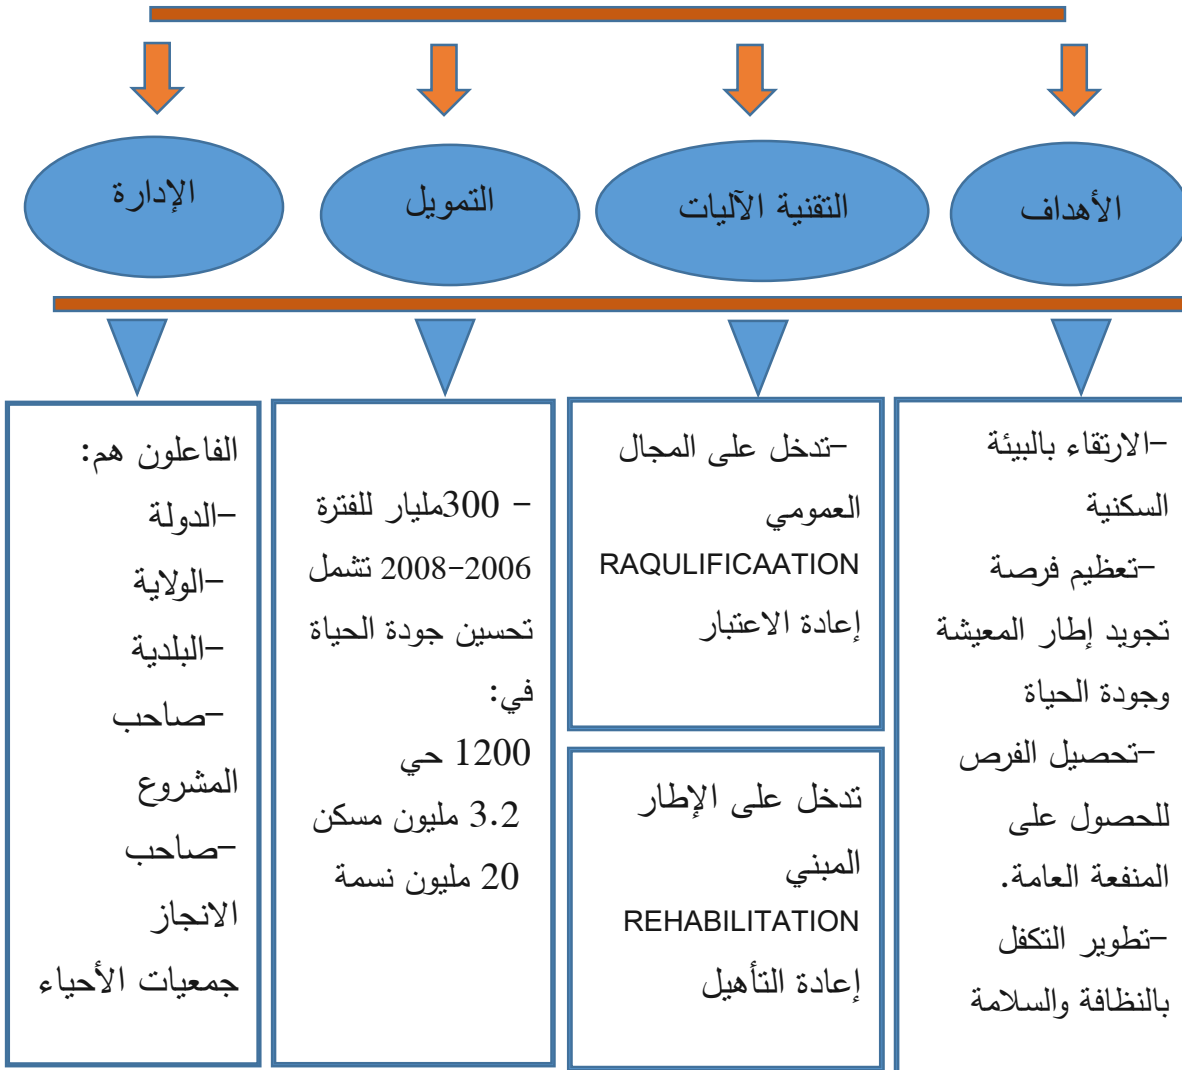 الأهداف
التقنية الآليات
التمويل
الإدارة
-الارتقاء بالبيئة
السكنية
-تعظيم فرصة
تجويد إطار المعيشة
وجودة الحياة
-تحصيل الفرص
للحصول على
المنفعة العامة.
-تطوير التكفل
بالنظافة والسلامة
-تدخل على المجال
العمومي
RAQULIFICAATION
إعادة الاعتبار
تدخل على الإطار
المبني
REHABILITATION
إعادة التأهيل
- 300مليار للفترة
2006-2008 تشمل
تحسين جودة الحياة
في:
1200 حي
3.2 مليون مسكن
20 مليون نسمة
الفاعلون هم:
-الدولة
-الولاية
-البلدية
-صاحب
المشروع
-صاحب
الانجاز
جمعيات الأحياء